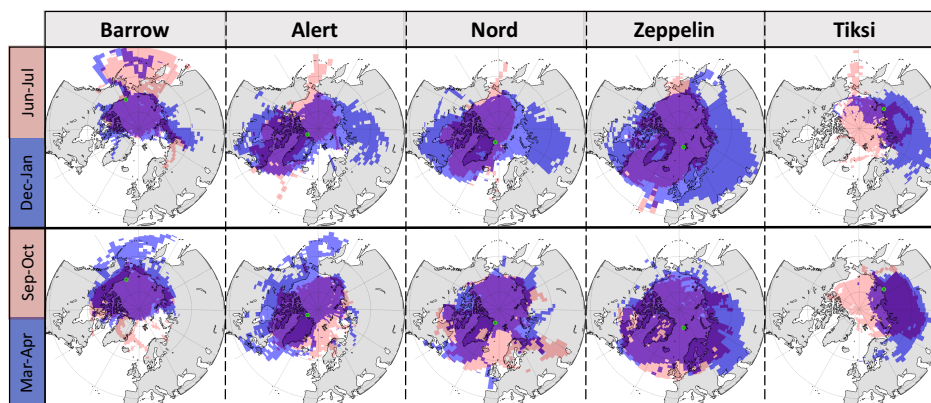 Barrow Alert Nord Zeppelin Tiksi
Jun-Jul
Dec-Jan
Sep-Oct
Mar-Apr